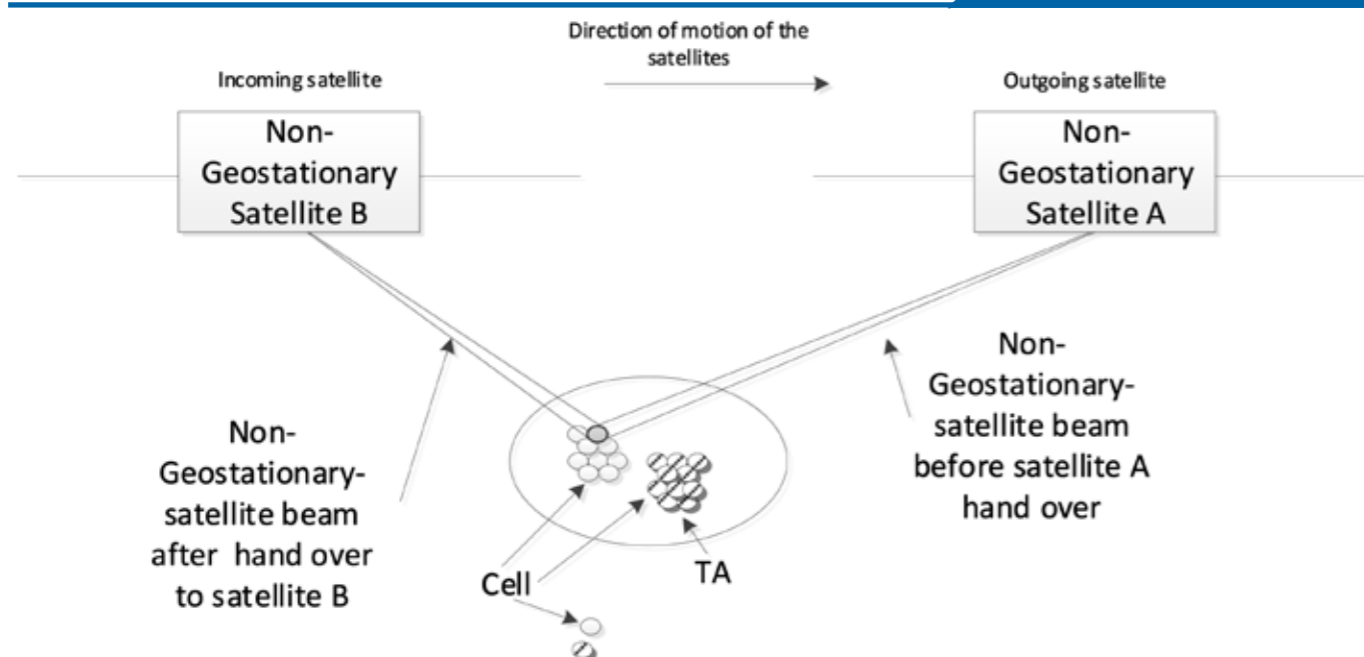 Direction of motion of the
satellites
Incoming satellite
Outgoing satellite
Non-
Geostationary
Satellite B
Non-
Geostationary
Satellite A
Non-
Geostationary-
satellite beam
before satellite A
hand over
Non-
Geostationary-
satellite beam
after hand over
to satellite B
Cell
TA